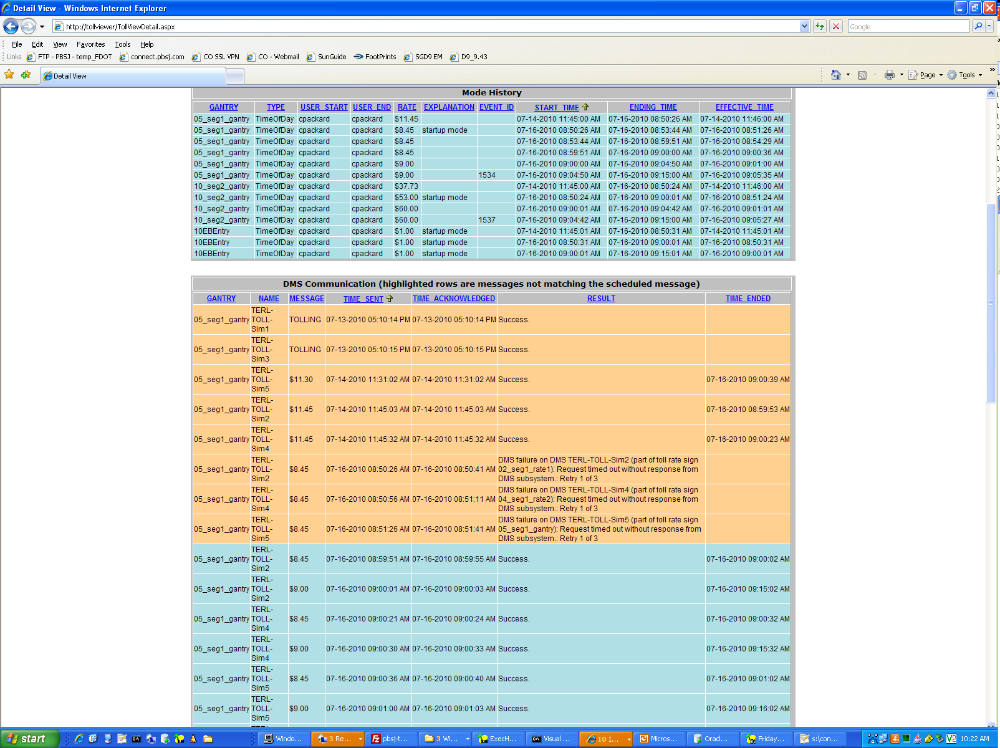 Detail View - Windows Internet Explorer
http://tollviewer/TollViewDetail.aspx
Google
File Edit View Favorites Tools Help
Links FTP - PBSJ - temp_FDOT connect.pbsj.com CO SSL VPN CO - Webmail SunGuide FootPrints SGD9 EM D9_9.43
Detail View
Page Tools
Mode History
GANTRY TYPE USER_START USER_END RATE EXPLANATION EVENT_ID START_TIME ENDING_TIME EFFECTIVE_TIME
05_seg1_gantry TimeOfDay cpackard cpackard $11.45 07-14-2010 11:45:00 AM 07-16-2010 08:50:26 AM 07-14-2010 11:46:00 AM
05_seg1_gantry TimeOfDay cpackard cpackard $8.45 startup mode 07-16-2010 08:50:26 AM 07-16-2010 08:53:44 AM 07-16-2010 08:51:26 AM
05_seg1_gantry TimeOfDay cpackard cpackard $8.45 07-16-2010 08:53:44 AM 07-16-2010 08:59:51 AM 07-16-2010 08:54:29 AM
05_seg1_gantry TimeOfDay cpackard cpackard $8.45 07-16-2010 08:59:51 AM 07-16-2010 09:00:00 AM 07-16-2010 09:00:36 AM
05_seg1_gantry TimeOfDay cpackard cpackard $9.00 07-16-2010 09:00:00 AM 07-16-2010 09:04:50 AM 07-16-2010 09:01:00 AM
05_seg1_gantry TimeOfDay cpackard cpackard $9.00 1534 07-16-2010 09:04:50 AM 07-16-2010 09:15:00 AM 07-16-2010 09:05:35 AM
10_seg2_gantry TimeOfDay cpackard cpackard $37.73 07-14-2010 11:45:00 AM 07-16-2010 08:50:24 AM 07-14-2010 11:46:00 AM
10_seg2_gantry TimeOfDay cpackard cpackard $53.00 startup mode 07-16-2010 08:50:24 AM 07-16-2010 09:00:01 AM 07-16-2010 08:51:24 AM
10_seg2_gantry TimeOfDay cpackard cpackard $60.00 07-16-2010 09:00:01 AM 07-16-2010 09:04:42 AM 07-16-2010 09:01:01 AM
10_seg2_gantry TimeOfDay cpackard cpackard $60.00 1537 07-16-2010 09:04:42 AM 07-16-2010 09:15:00 AM 07-16-2010 09:05:27 AM
10EBEntry TimeOfDay cpackard cpackard $1.00 startup mode 07-14-2010 11:45:01 AM 07-16-2010 08:50:31 AM 07-14-2010 11:45:01 AM
10EBEntry TimeOfDay cpackard cpackard $1.00 startup mode 07-16-2010 08:50:31 AM 07-16-2010 09:00:01 AM 07-16-2010 08:50:31 AM
10EBEntry TimeOfDay cpackard cpackard $1.00 startup mode 07-16-2010 09:00:01 AM 07-16-2010 09:15:01 AM 07-16-2010 09:00:01 AM
DMS Communication (highlighted rows are messages not matching the scheduled message)
GANTRY NAME MESSAGE TIME_SENT TIME_ACKNOWLEDGED RESULT TIME_ENDED
TERL-
05_seg1_gantry TOLL- TOLLING 07-13-2010 05:10:14 PM 07-13-2010 05:10:14 PM Success.
Sim1
TERL-
05_seg1_gantry TOLL- TOLLING 07-13-2010 05:10:15 PM 07-13-2010 05:10:15 PM Success.
Sim3
TERL-
05_seg1_gantry TOLL- $11.30 07-14-2010 11:31:02 AM 07-14-2010 11:31:02 AM Success. 07-16-2010 09:00:39 AM
Sim5
TERL-
05_seg1_gantry TOLL- $11.45 07-14-2010 11:45:03 AM 07-14-2010 11:45:03 AM Success. 07-16-2010 08:59:53 AM
Sim2
TERL-
05_seg1_gantry TOLL- $11.45 07-14-2010 11:45:32 AM 07-14-2010 11:45:32 AM Success. 07-16-2010 09:00:23 AM
Sim4
TERL- DMS failure on DMS TERL-TOLL-Sim2 (part of toll rate sign
05_seg1_gantry TOLL- $8.45 07-16-2010 08:50:26 AM 07-16-2010 08:50:41 AM 02_seg1_rate1): Request timed out without response from
Sim2 DMS subsystem.: Retry 1 of 3
TERL- DMS failure on DMS TERL-TOLL-Sim4 (part of toll rate sign
05_seg1_gantry TOLL- $8.45 07-16-2010 08:50:56 AM 07-16-2010 08:51:11 AM 04_seg1_rate2): Request timed out without response from
Sim4 DMS subsystem.: Retry 1 of 3
TERL- DMS failure on DMS TERL-TOLL-Sim5 (part of toll rate sign
05_seg1_gantry TOLL- $8.45 07-16-2010 08:51:26 AM 07-16-2010 08:51:41 AM 05_seg1_gantry): Request timed out without response from
Sim5 DMS subsystem.: Retry 1 of 3
TERL-
05_seg1_gantry TOLL- $8.45 07-16-2010 08:59:51 AM 07-16-2010 08:59:55 AM Success. 07-16-2010 09:00:02 AM
Sim2
TERL-
05_seg1_gantry TOLL- $9.00 07-16-2010 09:00:01 AM 07-16-2010 09:00:03 AM Success. 07-16-2010 09:15:02 AM
Sim2
TERL-
05_seg1_gantry TOLL- $8.45 07-16-2010 09:00:21 AM 07-16-2010 09:00:24 AM Success. 07-16-2010 09:00:32 AM
Sim4
TERL-
05_seg1_gantry TOLL- $9.00 07-16-2010 09:00:30 AM 07-16-2010 09:00:33 AM Success. 07-16-2010 09:15:32 AM
Sim4
TERL-
05_seg1_gantry TOLL- $8.45 07-16-2010 09:00:36 AM 07-16-2010 09:00:40 AM Success. 07-16-2010 09:01:02 AM
Sim5
TERL-
05_seg1_gantry TOLL- $9.00 07-16-2010 09:01:00 AM 07-16-2010 09:01:03 AM Success. 07-16-2010 09:16:02 AM
Sim5
start Windo... 3 Re... pbsj-t... 3 Wi... ExecH... Visual ... 10 I... Micros... Oracl... Friday... s:\con... 10:22 AM